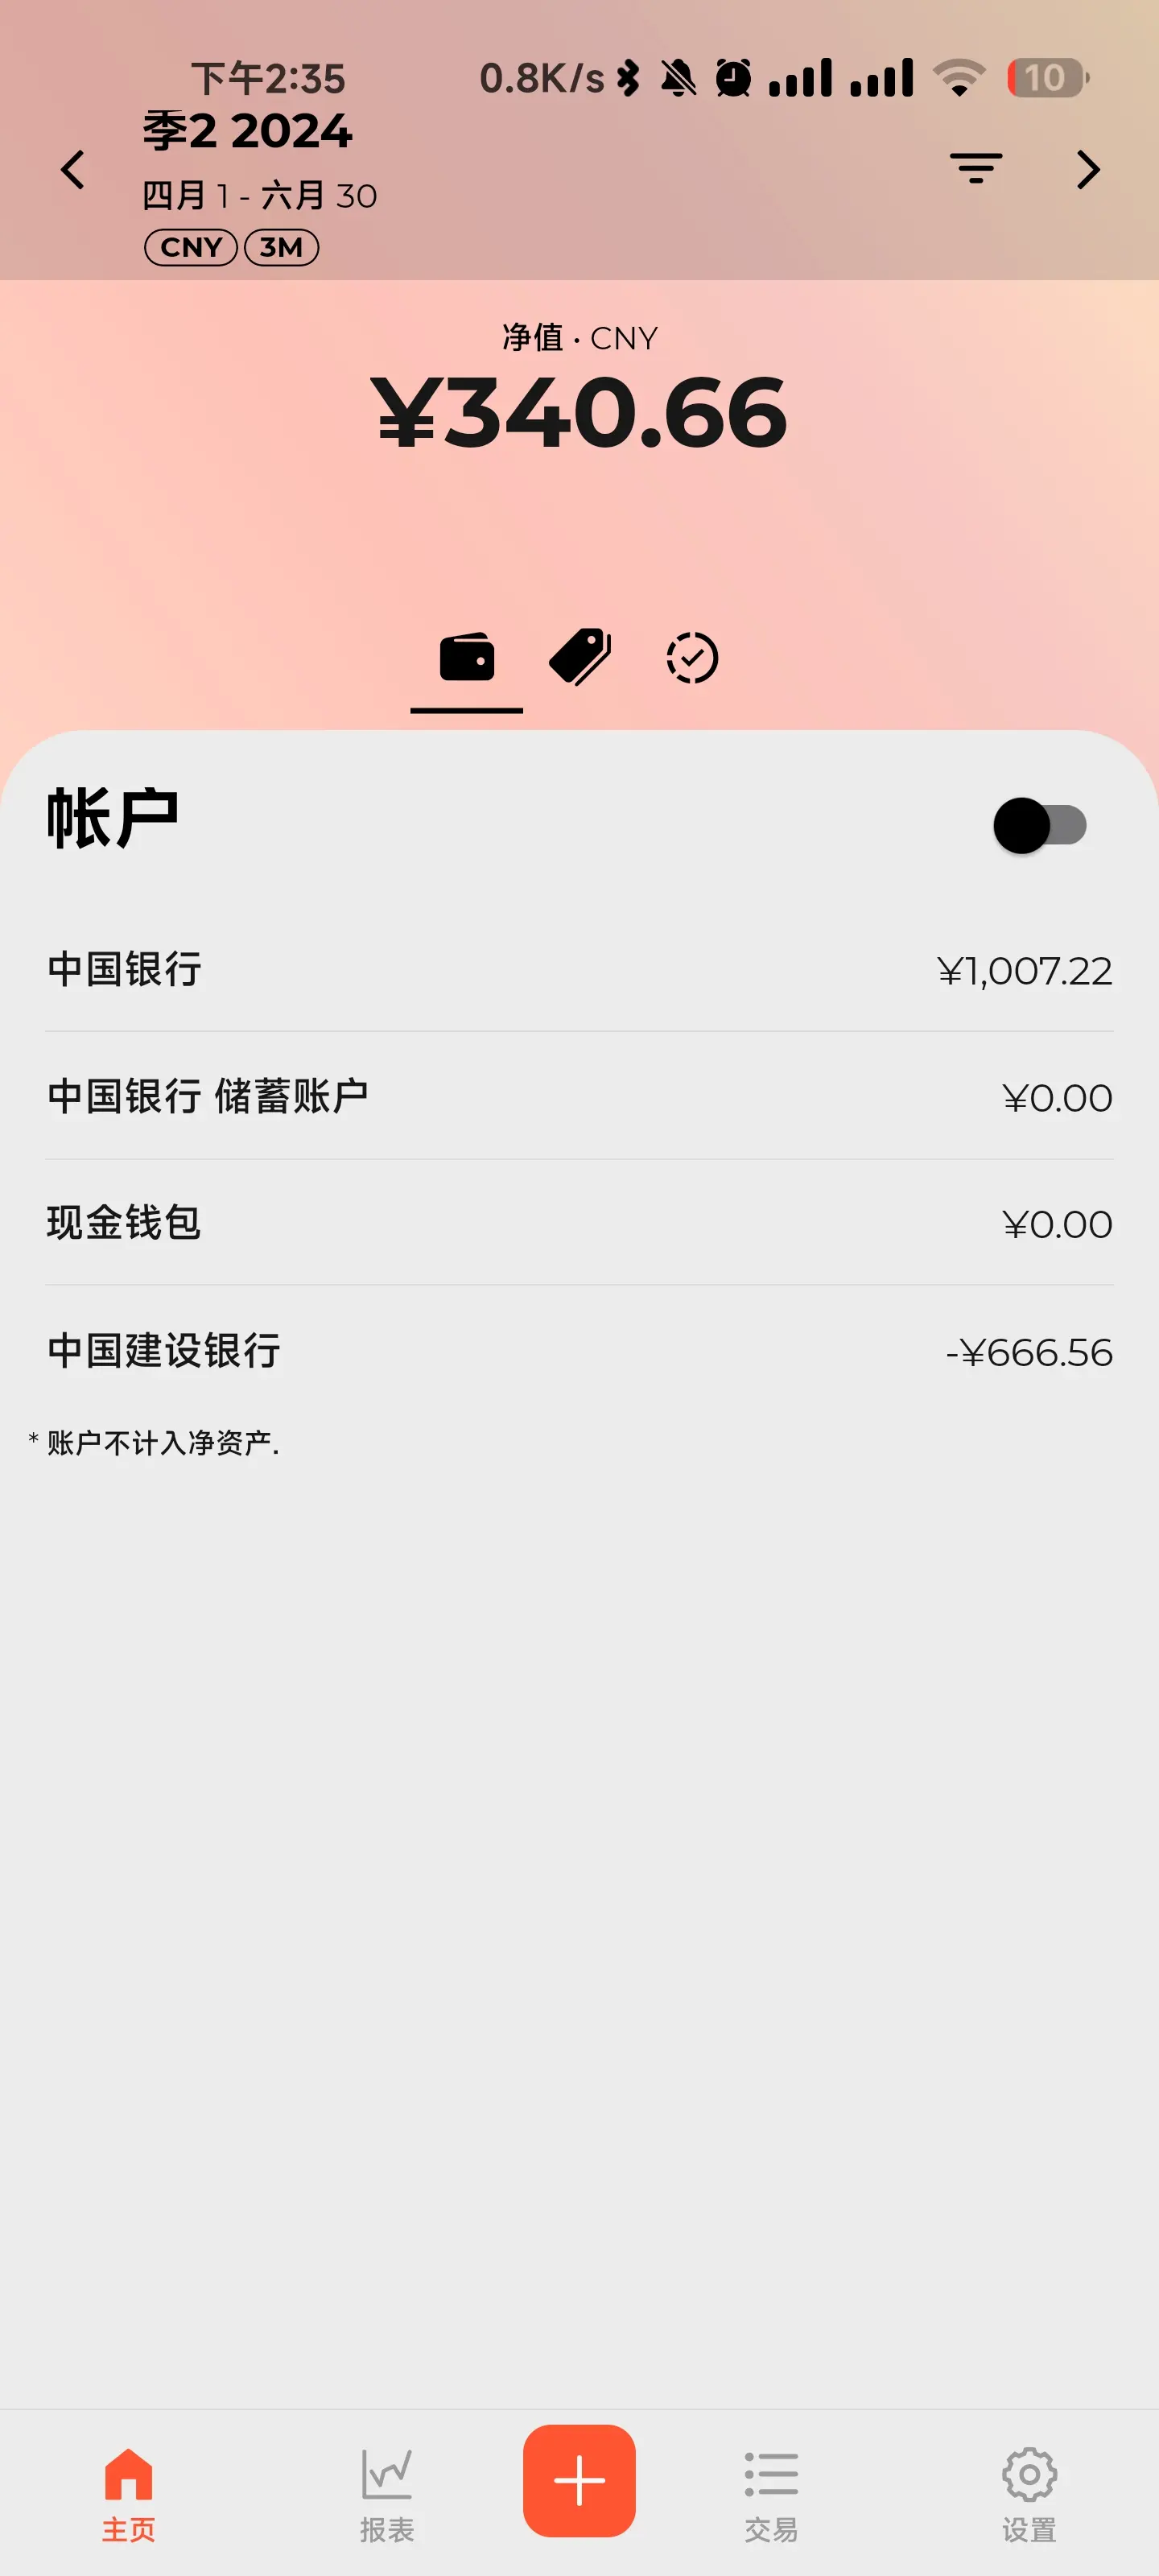 下午2:35 0.8K/s 10
季2 2024
四月 1 - 六月 30
CNY 3M
净值 · CNY
¥340.66
帐户
中国银行 ¥1,007.22
中国银行 储蓄账户 ¥0.00
现金钱包 ¥0.00
中国建设银行 -¥666.56
* 账户不计入净资产.
主页 报表 交易 设置